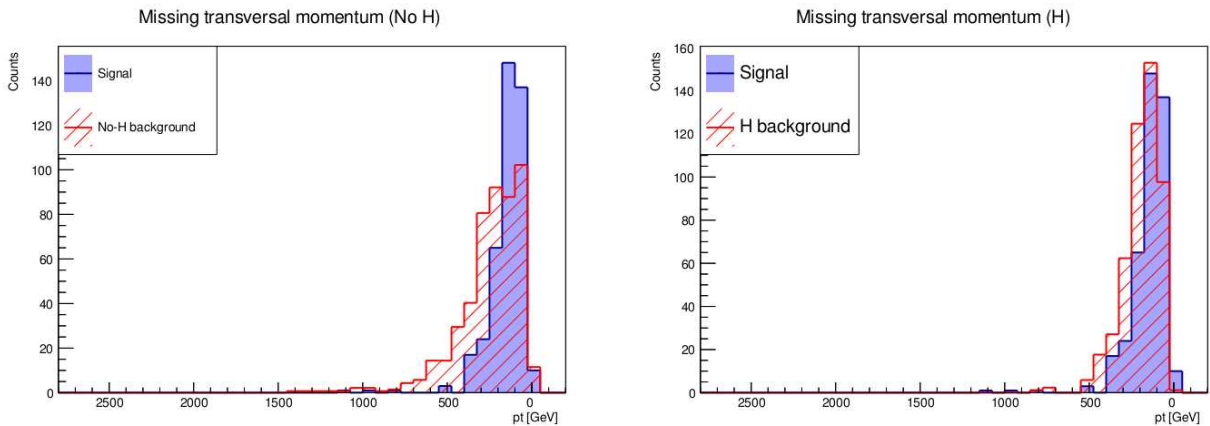 Missing transversal momentum (No H)
Counts
Signal
No-H background
140
120
100
80
60
40
20
0
2500 2000 1500 1000 500 0
pt [GeV]
Missing transversal momentum (H)
Counts
Signal
H background
160
140
120
100
80
60
40
20
0
2500 2000 1500 1000 500 0
pt [GeV]